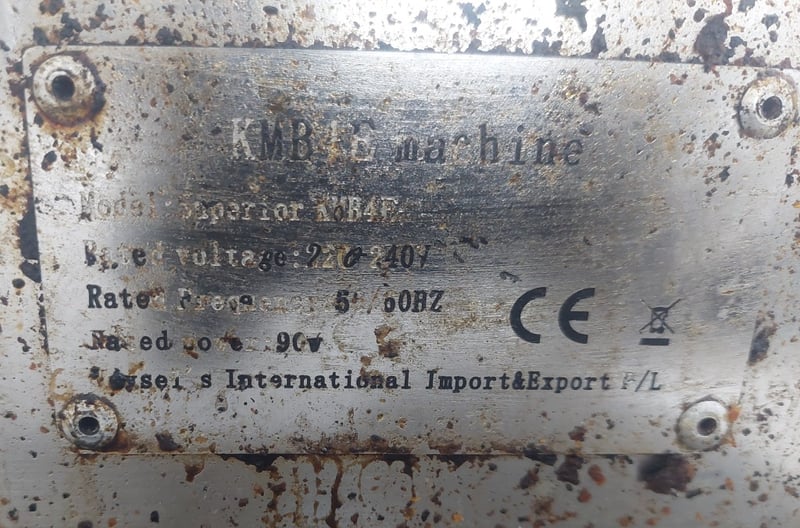 KMB4E machine
Model:Superior KMB4E
Rated voltage:220-240V
Rated Frequency 50/60HZ
Rated power:90w
International Import&Export P/L
CE